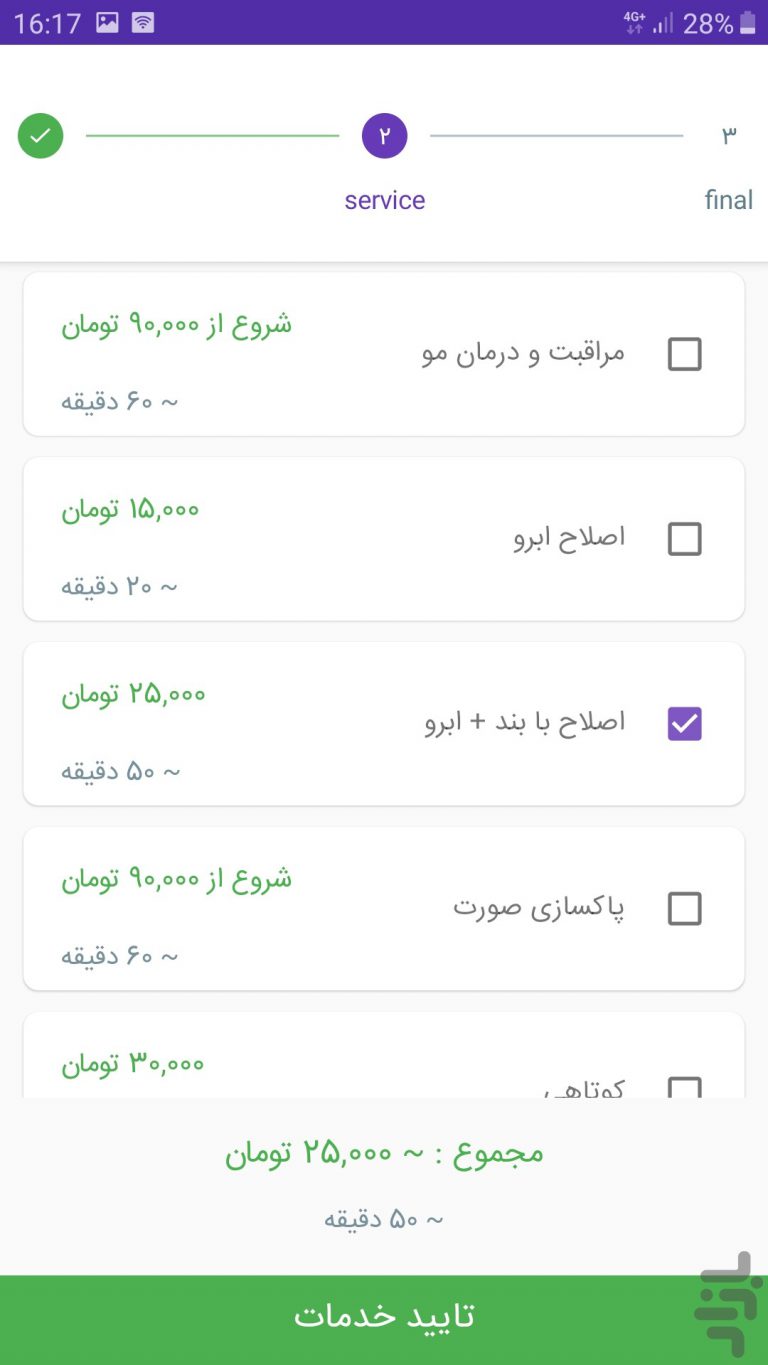 16:17
4G+ 28%
۲
۳
service
final
شروع از ۹۰,۰۰۰ تومان
مراقبت و درمان مو
~ ۶۰ دقیقه
۱۵,۰۰۰ تومان
اصلاح ابرو
~ ۲۰ دقیقه
۲۵,۰۰۰ تومان
اصلاح با بند + ابرو
~ ۵۰ دقیقه
شروع از ۹۰,۰۰۰ تومان
پاکسازی صورت
~ ۶۰ دقیقه
۳۰,۰۰۰ تومان
کوتاهی
مجموع : ~ ۲۵,۰۰۰ تومان
~ ۵۰ دقیقه
تایید خدمات
بازار